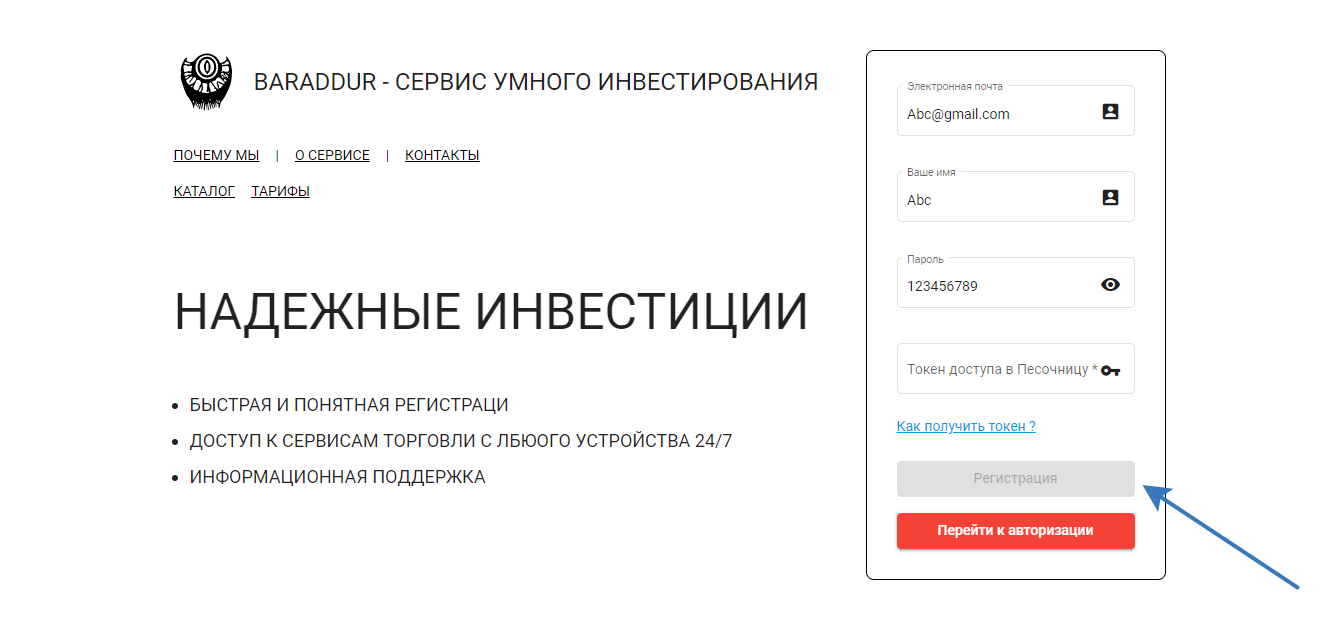 BARADDUR - СЕРВИС УМНОГО ИНВЕСТИРОВАНИЯ
ПОЧЕМУ МЫ | О СЕРВИСЕ | КОНТАКТЫ
КАТАЛОГ ТАРИФЫ
НАДЕЖНЫЕ ИНВЕСТИЦИИ
БЫСТРАЯ И ПОНЯТНАЯ РЕГИСТРАЦИ
ДОСТУП К СЕРВИСАМ ТОРГОВЛИ С ЛБЮОГО УСТРОЙСТВА 24/7
ИНФОРМАЦИОННАЯ ПОДДЕРЖКА
Электронная почта
Abc@gmail.com
Ваше имя
Abc
Пароль
123456789
Токен доступа в Песочницу *
Как получить токен ?
Регистрация
Перейти к авторизации